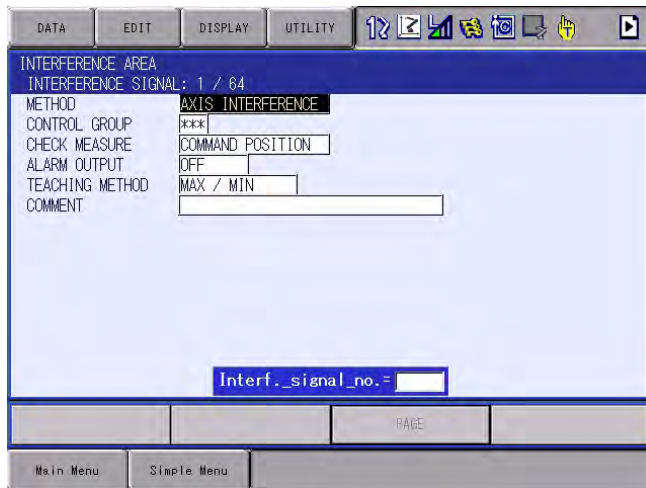 DATA EDIT DISPLAY UTILITY
INTERFERENCE AREA
INTERFERENCE SIGNAL: 1 / 64
METHOD AXIS INTERFERENCE
CONTROL GROUP ***
CHECK MEASURE COMMAND POSITION
ALARM OUTPUT OFF
TEACHING METHOD MAX / MIN
COMMENT
Interf._signal_no.=
PAGE
Main Menu Simple Menu